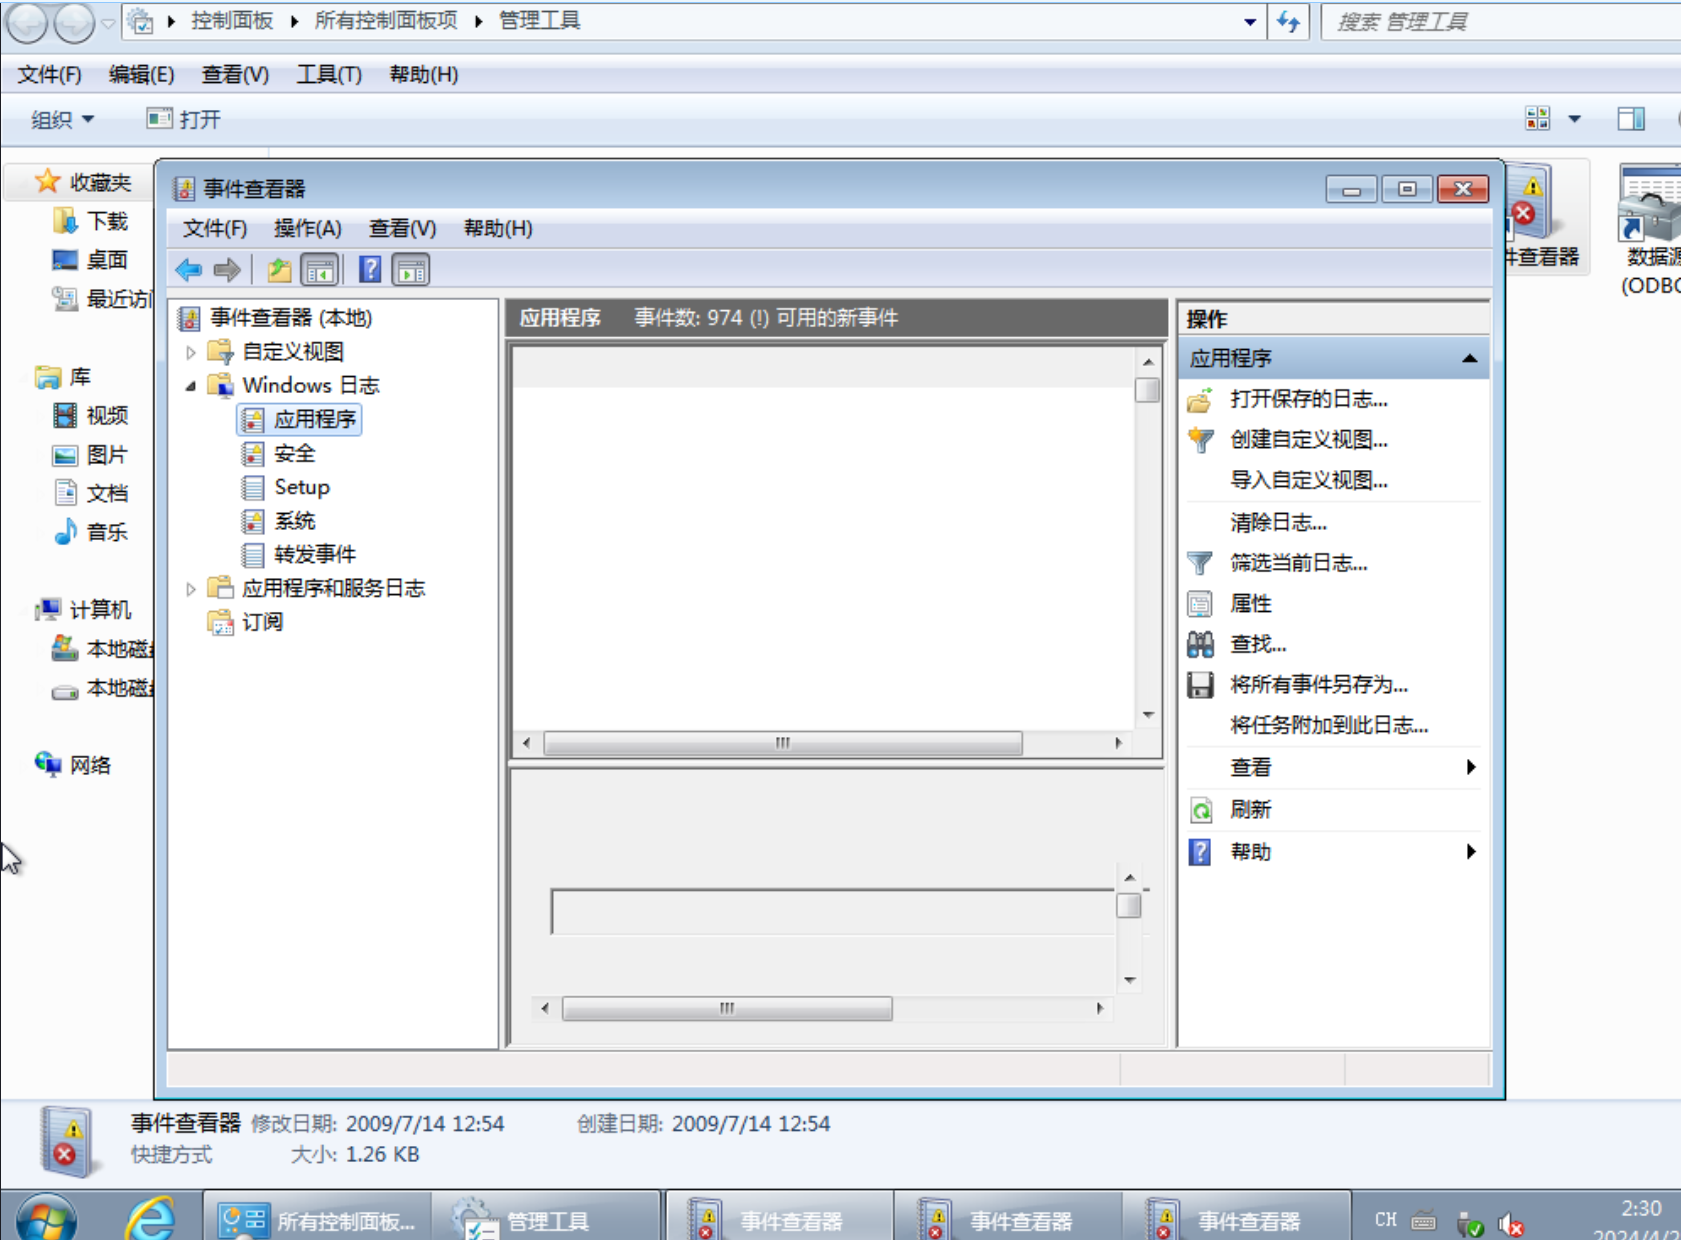 控制面板 所有控制面板项 管理工具
搜索 管理工具
文件(F) 编辑(E) 查看(V) 工具(T) 帮助(H)
组织 打开
收藏夹
下载
桌面
最近访
库
视频
图片
文档
音乐
计算机
本地磁
本地磁
网络
事件查看器
文件(F) 操作(A) 查看(V) 帮助(H)
事件查看器 (本地)
自定义视图
Windows 日志
应用程序
安全
Setup
系统
转发事件
应用程序和服务日志
订阅
应用程序 事件数: 974 (!) 可用的新事件
操作
应用程序
打开保存的日志...
创建自定义视图...
导入自定义视图...
清除日志...
筛选当前日志...
属性
查找...
将所有事件另存为...
将任务附加到此日志...
查看
刷新
帮助
件查看器
数据源
(ODBC
事件查看器 修改日期: 2009/7/14 12:54 创建日期: 2009/7/14 12:54
快捷方式 大小: 1.26 KB
所有控制面板... 管理工具 事件查看器 事件查看器 事件查看器 CH 2:30
2024/4/2